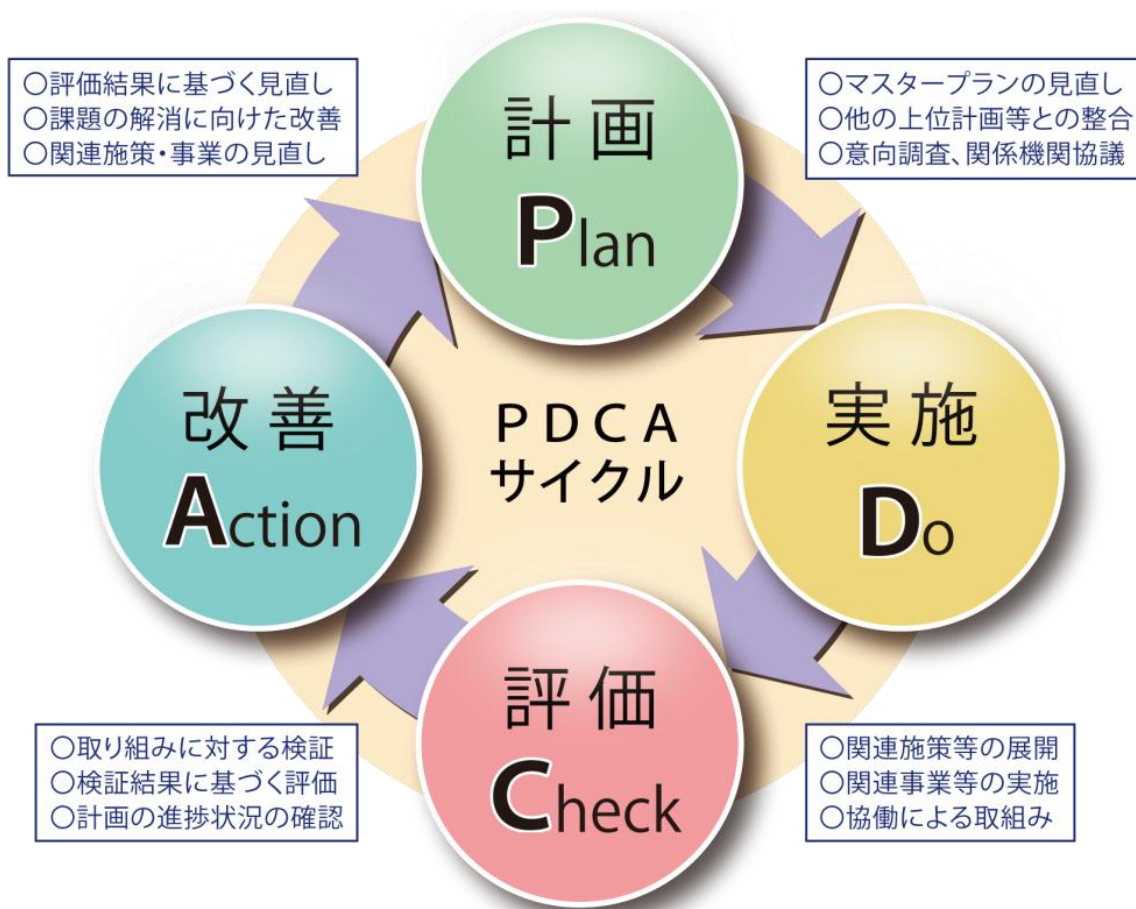 ○評価結果に基づく見直し
○課題の解消に向けた改善
○関連施策・事業の見直し
計画
Plan
○マスタープランの見直し
○他の上位計画等との整合
○意向調査、関係機関協議
改善
Action
PDCA
サイクル
実施
Do
○取り組みに対する検証
○検証結果に基づく評価
○計画の進捗状況の確認
評価
Check
○関連施策等の展開
○関連事業等の実施
○協働による取組み